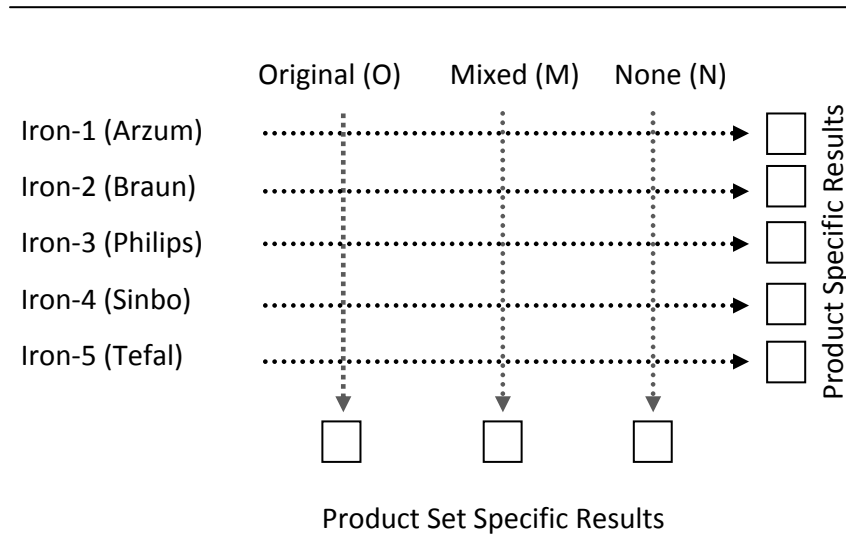 Original (O) Mixed (M) None (N)
Iron-1 (Arzum)
Iron-2 (Braun)
Iron-3 (Philips)
Iron-4 (Sinbo)
Iron-5 (Tefal)
Product Specific Results
Product Set Specific Results